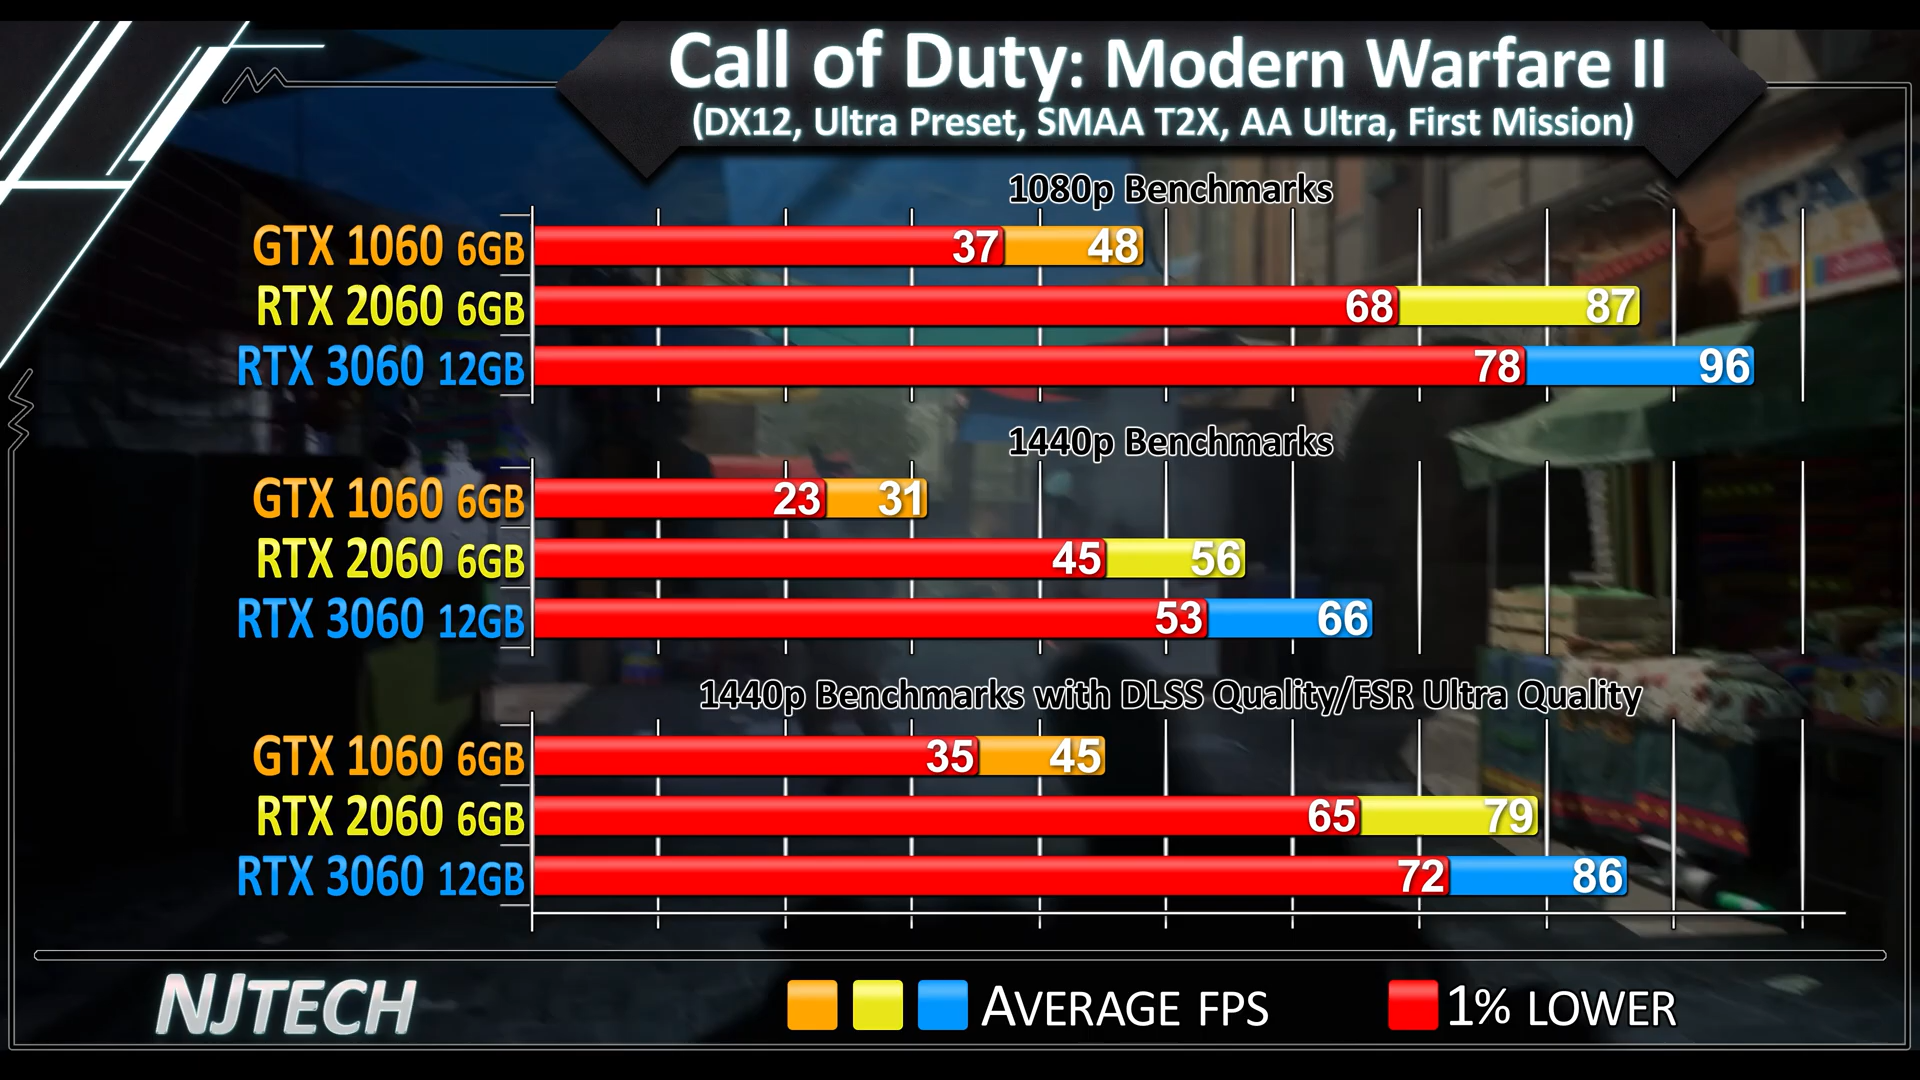 Call of Duty: Modern Warfare II
(DX12, Ultra Preset, SMAA T2X, AA Ultra, First Mission)
1080p Benchmarks
GTX 1060 6GB 37 48
RTX 2060 6GB 68 87
RTX 3060 12GB 78 96
1440p Benchmarks
GTX 1060 6GB 23 31
RTX 2060 6GB 45 56
RTX 3060 12GB 53 66
1440p Benchmarks with DLSS Quality/FSR Ultra Quality
GTX 1060 6GB 35 45
RTX 2060 6GB 65 79
RTX 3060 12GB 72 86
NJTECH
AVERAGE FPS
1% LOWER